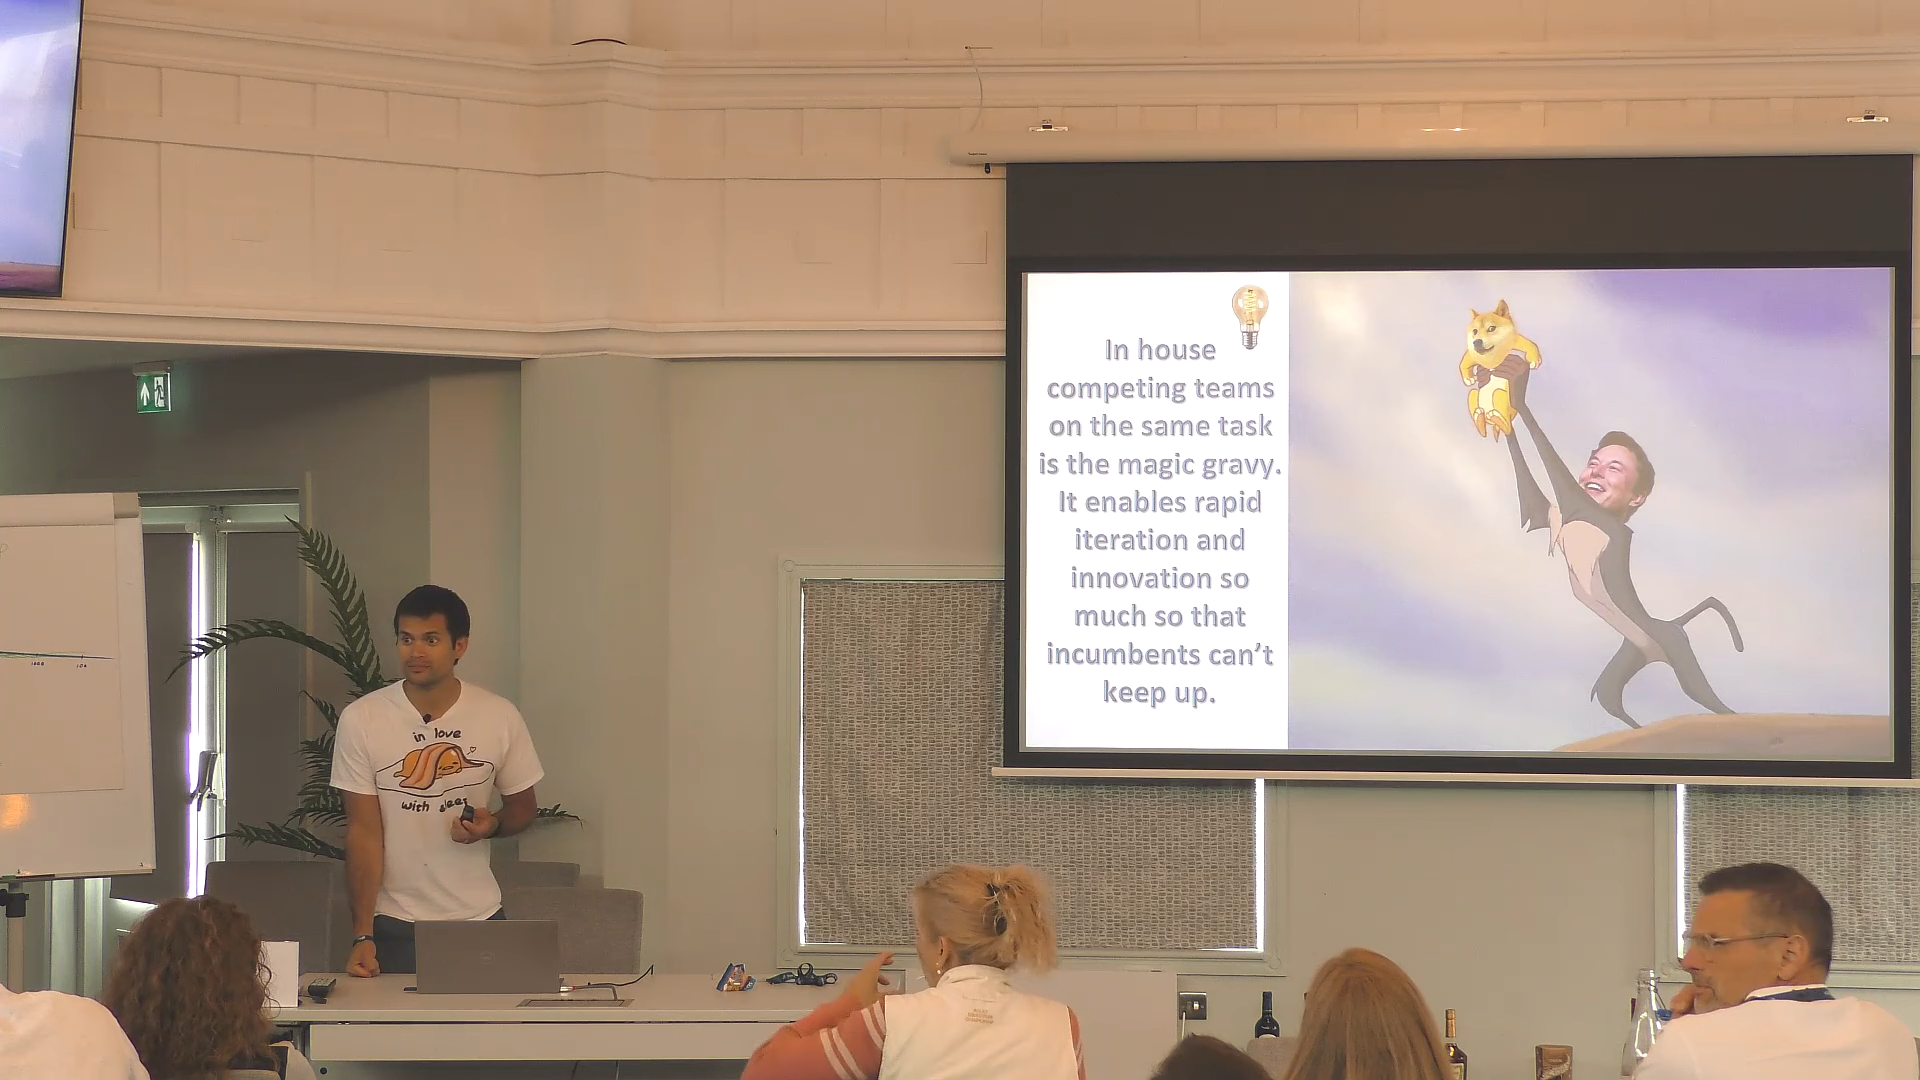 In house
competing teams
on the same task
is the magic gravy.
It enables rapid
iteration and
innovation so
much so that
incumbents can't
keep up.
in love
with sleep